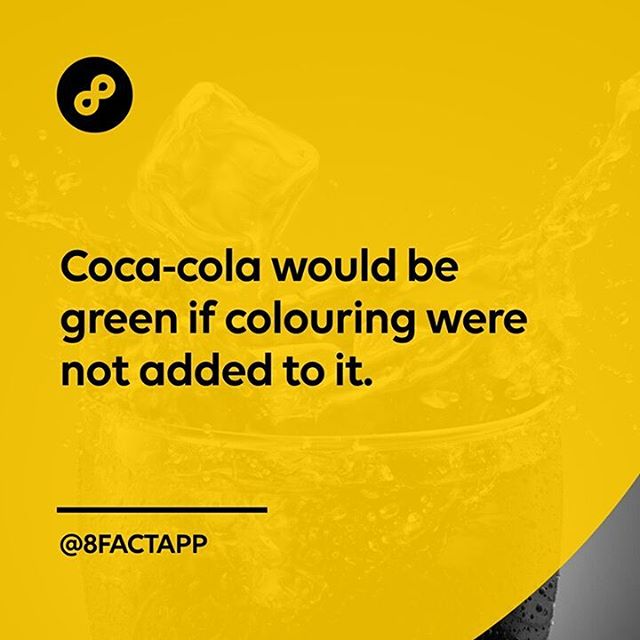 Coca-cola would be
green if colouring were
not added to it.
@8FACTAPP